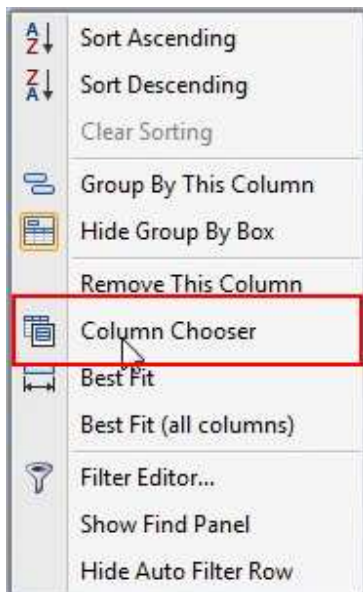 Sort Ascending
Sort Descending
Clear Sorting
Group By This Column
Hide Group By Box
Remove This Column
Column Chooser
Best Fit
Best Fit (all columns)
Filter Editor...
Show Find Panel
Hide Auto Filter Row